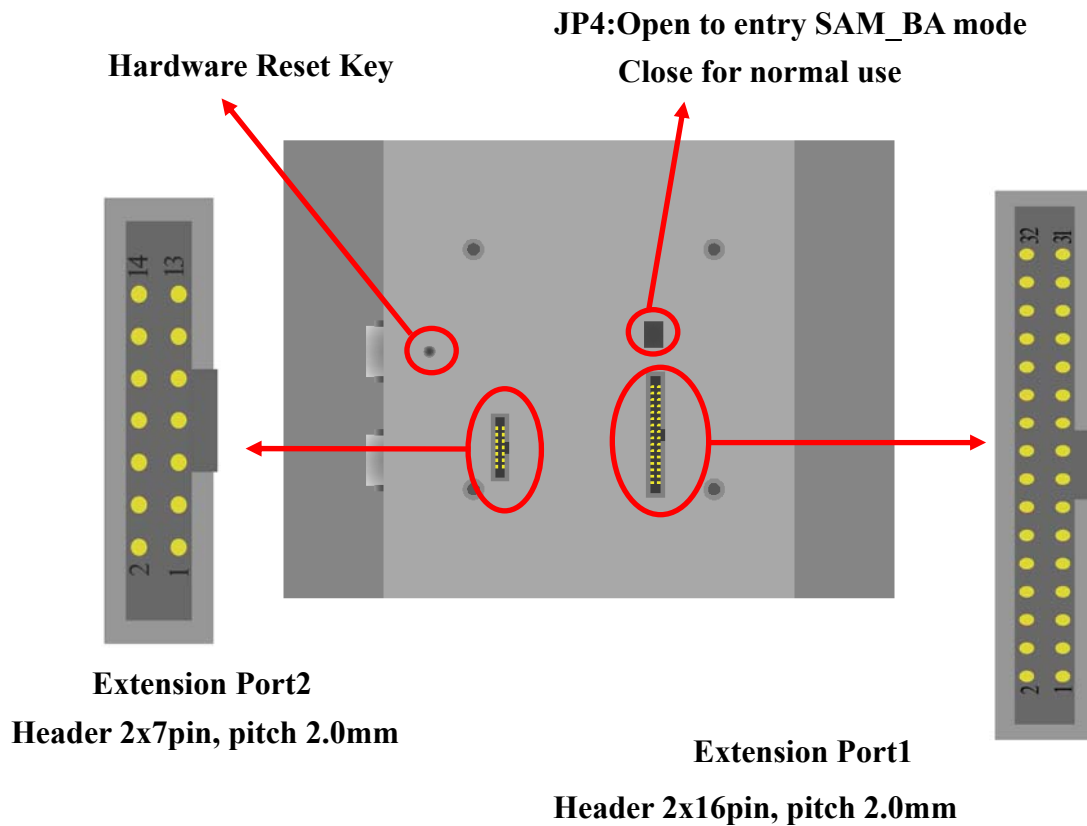 JP4:Open to entry SAM_BA mode
Close for normal use
Hardware Reset Key
14 13
2 1
32 31
2 1
Extension Port2
Header 2x7pin, pitch 2.0mm
Extension Port1
Header 2x16pin, pitch 2.0mm